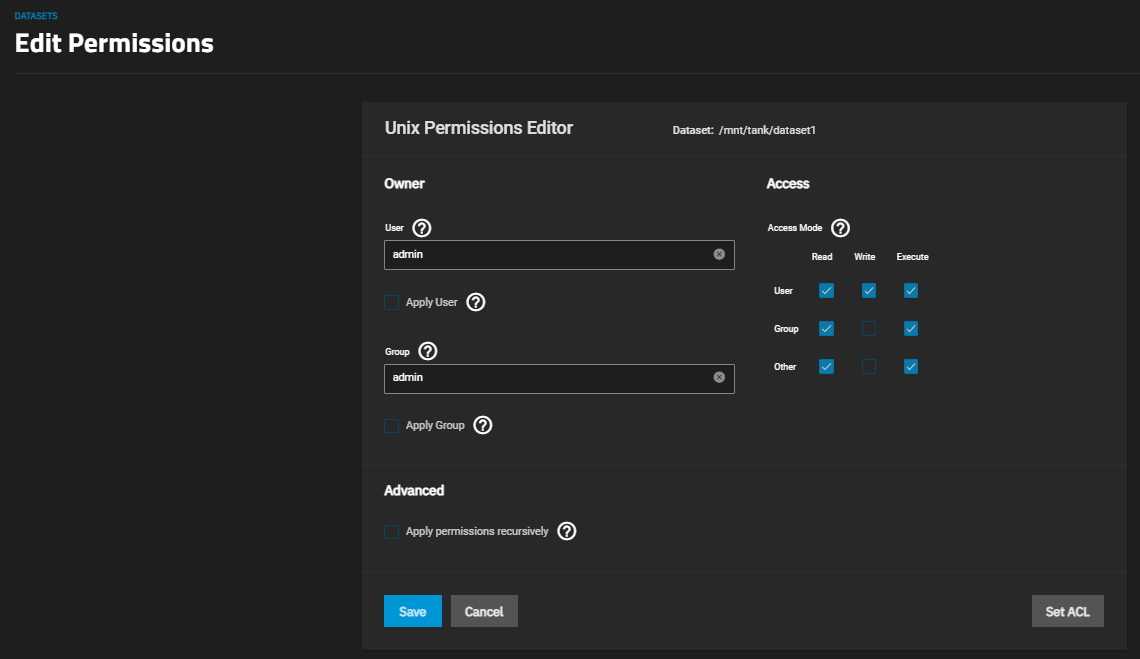 DATASETS
Edit Permissions
Unix Permissions Editor
Dataset: /mnt/tank/dataset1
Owner
User
admin
Apply User
Group
admin
Apply Group
Access
Access Mode
Read Write Execute
User
Group
Other
Advanced
Apply permissions recursively
Save Cancel Set ACL